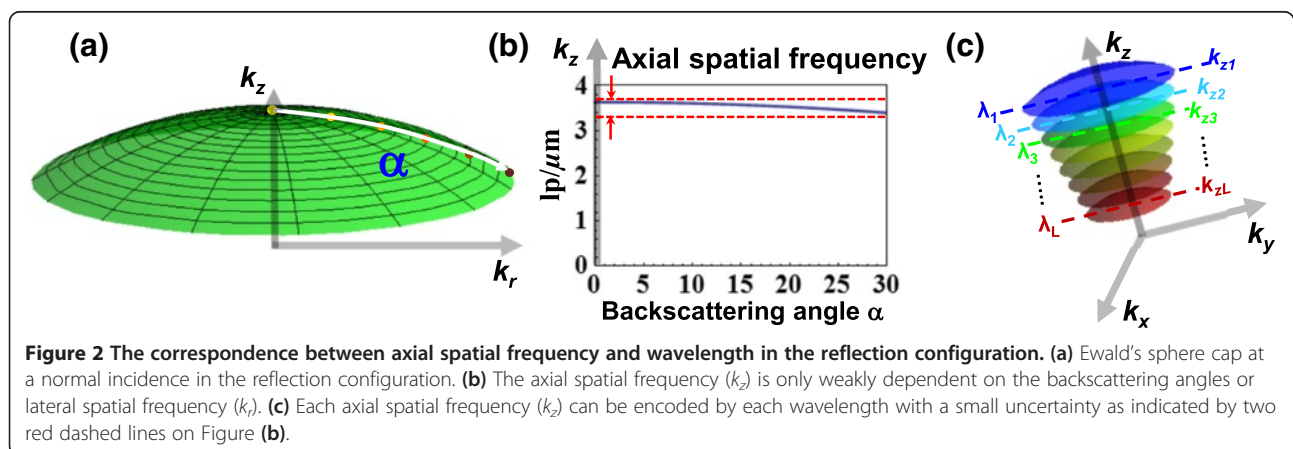 (a)
k_z
α
k_r
(b)
k_z
Axial spatial frequency
lp/μm
4
3
2
1
0
0 5 10 15 20 25 30
Backscattering angle α
(c)
k_z
k_z1
k_z2
k_z3
λ_1
λ_2
λ_3
k_zL
λ_L
k_y
k_x
Figure 2 The correspondence between axial spatial frequency and wavelength in the reflection configuration. (a) Ewald's sphere cap at
a normal incidence in the reflection configuration. (b) The axial spatial frequency (k_z) is only weakly dependent on the backscattering angles or
lateral spatial frequency (k_r). (c) Each axial spatial frequency (k_z) can be encoded by each wavelength with a small uncertainty as indicated by two
red dashed lines on Figure (b).